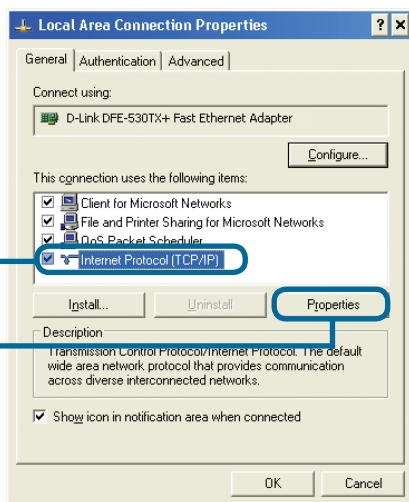 Local Area Connection Properties
General Authentication Advanced
Connect using:
D-Link DFE-530TX+ Fast Ethernet Adapter
Configure...
This connection uses the following items:
Client for Microsoft Networks
File and Printer Sharing for Microsoft Networks
QoS Packet Scheduler
Internet Protocol (TCP/IP)
Install... Uninstall Properties
Description
Transmission Control Protocol/Internet Protocol. The default
wide area network protocol that provides communication
across diverse interconnected networks.
Show icon in notification area when connected
OK Cancel